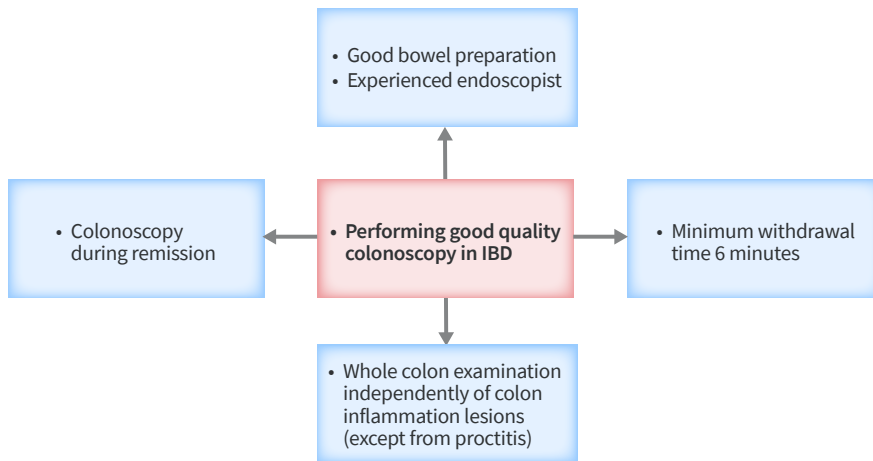 • Good bowel preparation
• Experienced endoscopist
• Colonoscopy
during remission
• Performing good quality
colonoscopy in IBD
• Minimum withdrawal
time 6 minutes
• Whole colon examination
independently of colon
inflammation lesions
(except from proctitis)